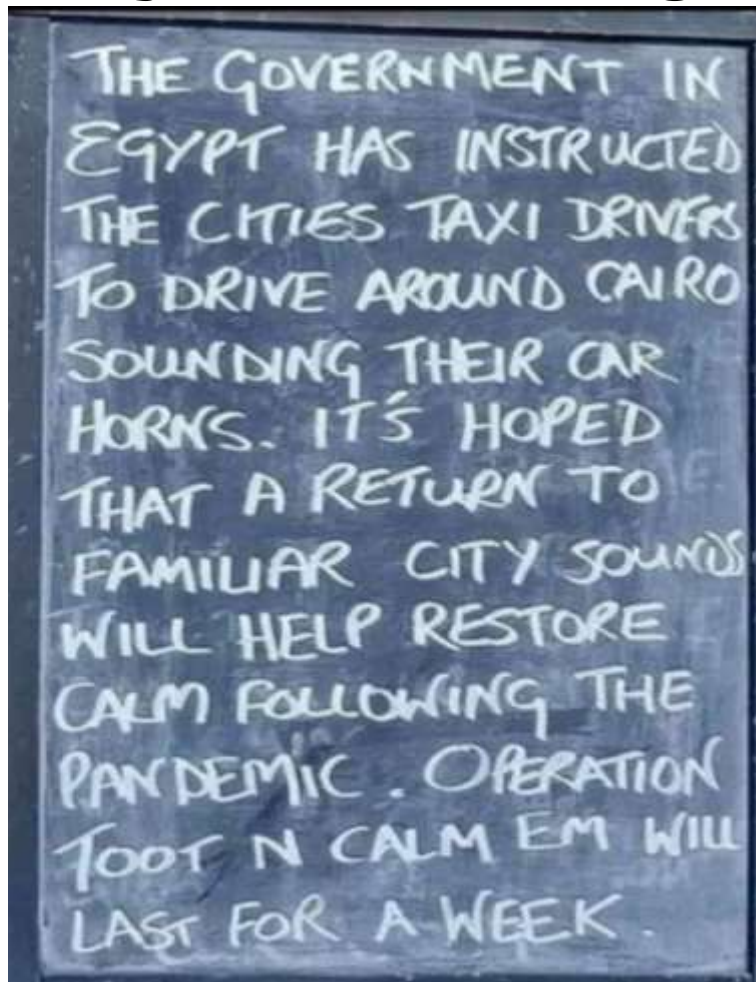 THE GOVERNMENT IN
EGYPT HAS INSTRUCTED
THE CITIES TAXI DRIVERS
TO DRIVE AROUND CAIRO
SOUNDING THEIR CAR
HORNS. IT'S HOPED
THAT A RETURN TO
FAMILIAR CITY SOUNDS
WILL HELP RESTORE
CALM FOLLOWING THE
PANDEMIC. OPERATION
TOOT N CALM EM WILL
LAST FOR A WEEK.